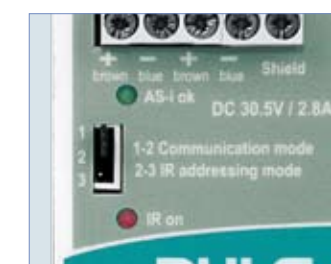 + − + −
brown blue brown blue Shield
AS-i ok
DC 30.5V / 2.8A
1
2
3
1-2 Communication mode
2-3 IR addressing mode
IR on
PULS